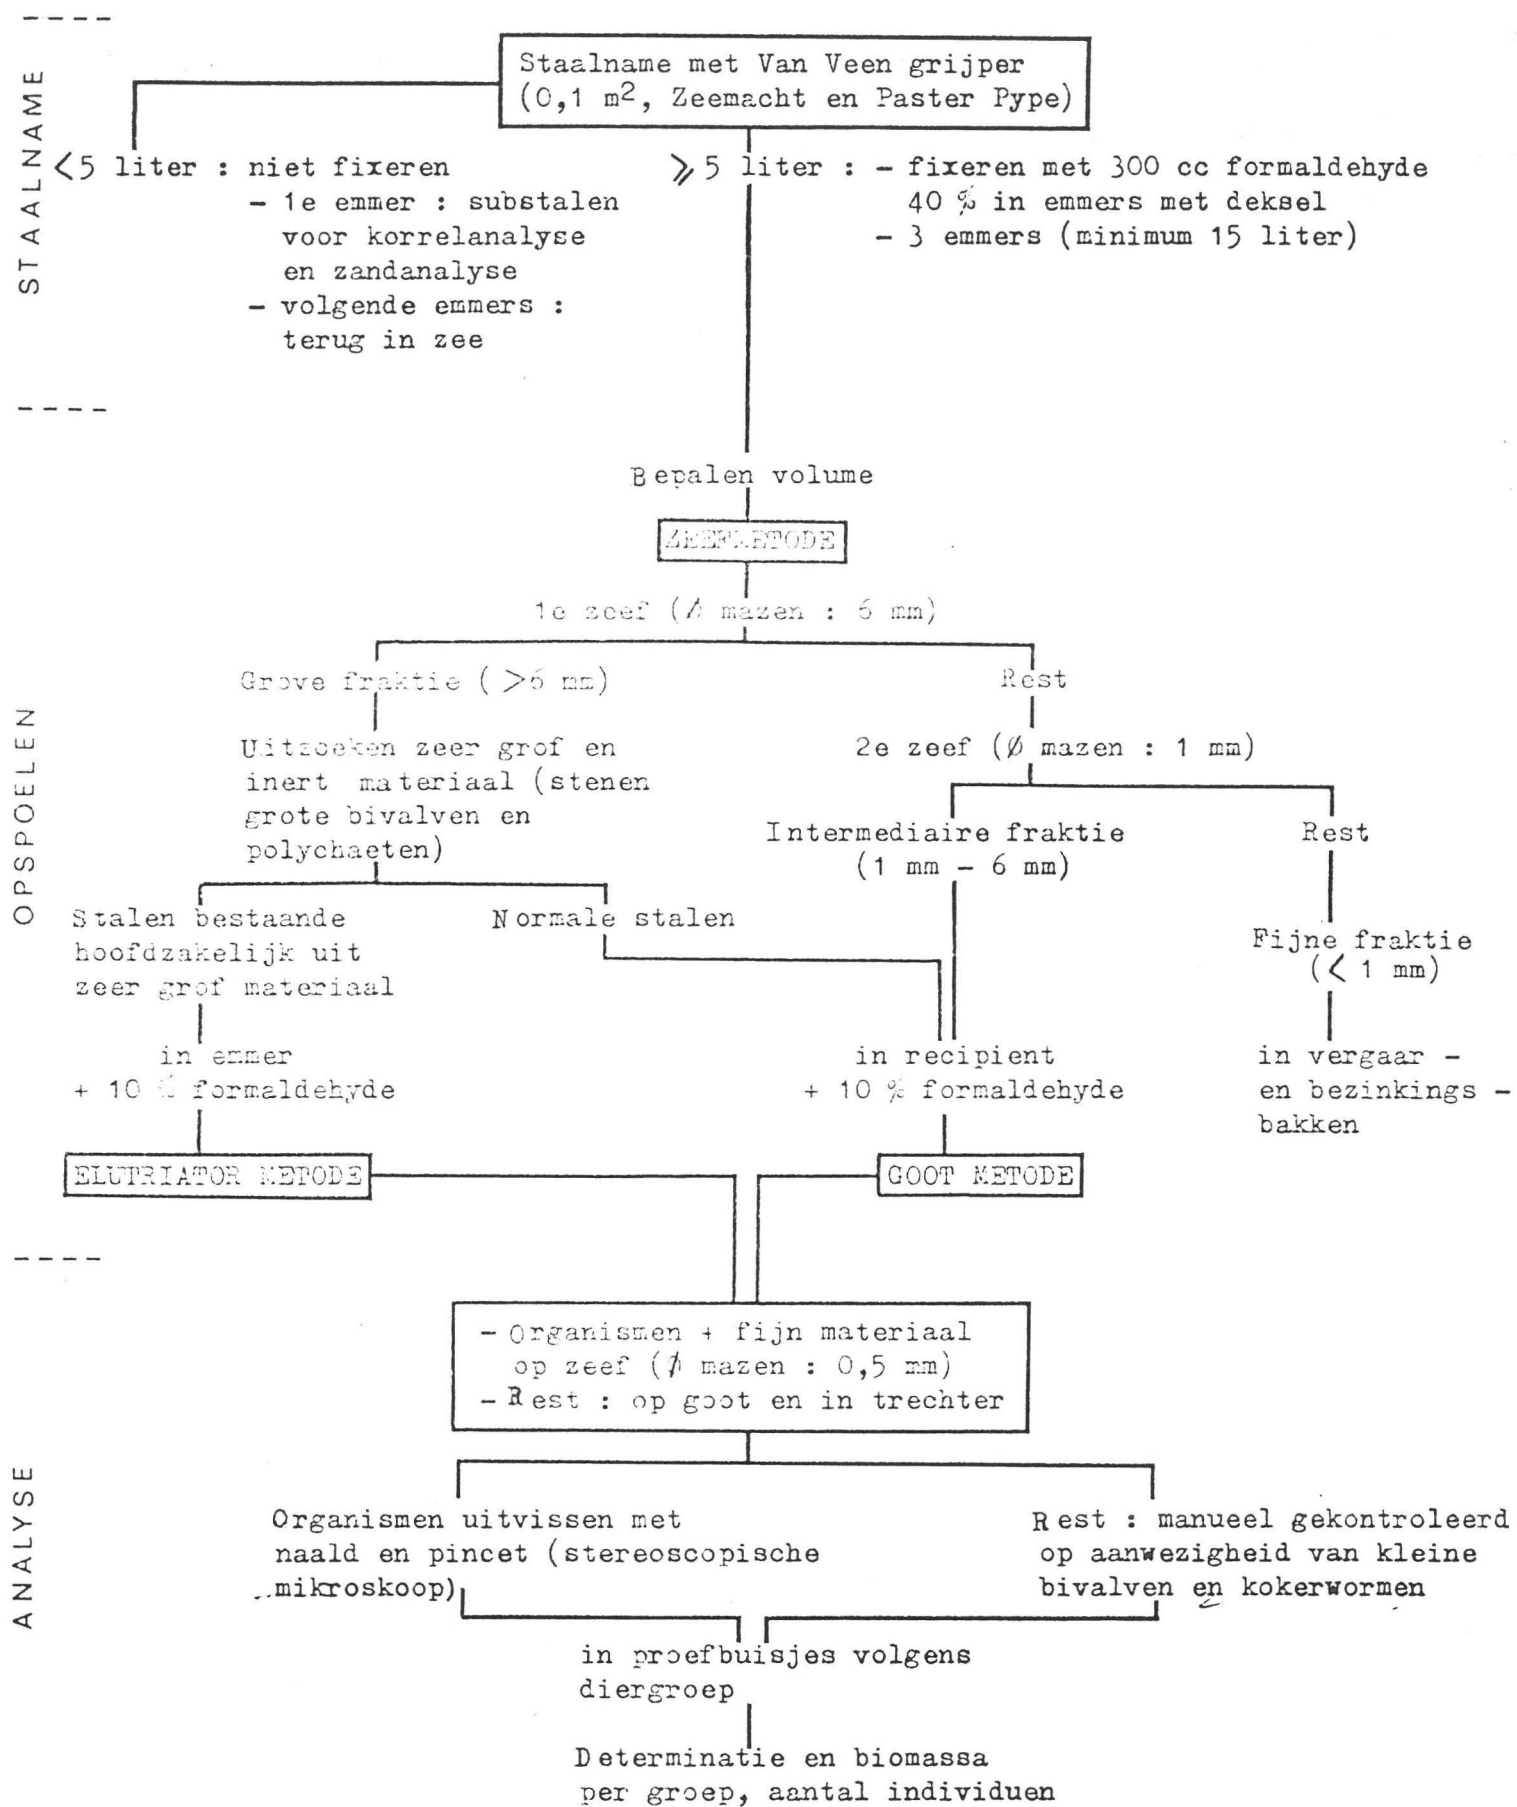 STAALNAME
Staalname met Van Veen grijper
(0,1 m², Zeemacht en Paster Pype)
<5 liter : niet fixeren
- 1e emmer : substalen
voor korrelanalyse
en zandanalyse
- volgende emmers :
terug in zee
⩾ 5 liter : - fixeren met 300 cc formaldehyde
40 % in emmers met deksel
- 3 emmers (minimum 15 liter)
OPSPOELEN
Bepalen volume
ZEEFMETODE
1e zeef (Ø mazen : 6 mm)
Grove fraktie ( >6 mm)
Rest
Uitzoeken zeer grof en
inert materiaal (stenen
grote bivalven en
polychaeten)
2e zeef (Ø mazen : 1 mm)
Intermediaire fraktie
(1 mm - 6 mm)
Rest
Stalen bestaande
hoofdzakelijk uit
zeer grof materiaal
Normale stalen
Fijne fraktie
(< 1 mm)
in emmer
+ 10 % formaldehyde
in recipient
+ 10 % formaldehyde
in vergaar -
en bezinkings -
bakken
ELUTRIATOR METODE
GOOT METODE
ANALYSE
- Organismen + fijn materiaal
op zeef (Ø mazen : 0,5 mm)
- Rest : op goot en in trechter
Organismen uitvissen met
naald en pincet (stereoscopische
mikroskoop)
Rest : manueel gekontroleerd
op aanwezigheid van kleine
bivalven en kokerwormen
in proefbuisjes volgens
diergroep
Determinatie en biomassa
per groep, aantal individuen